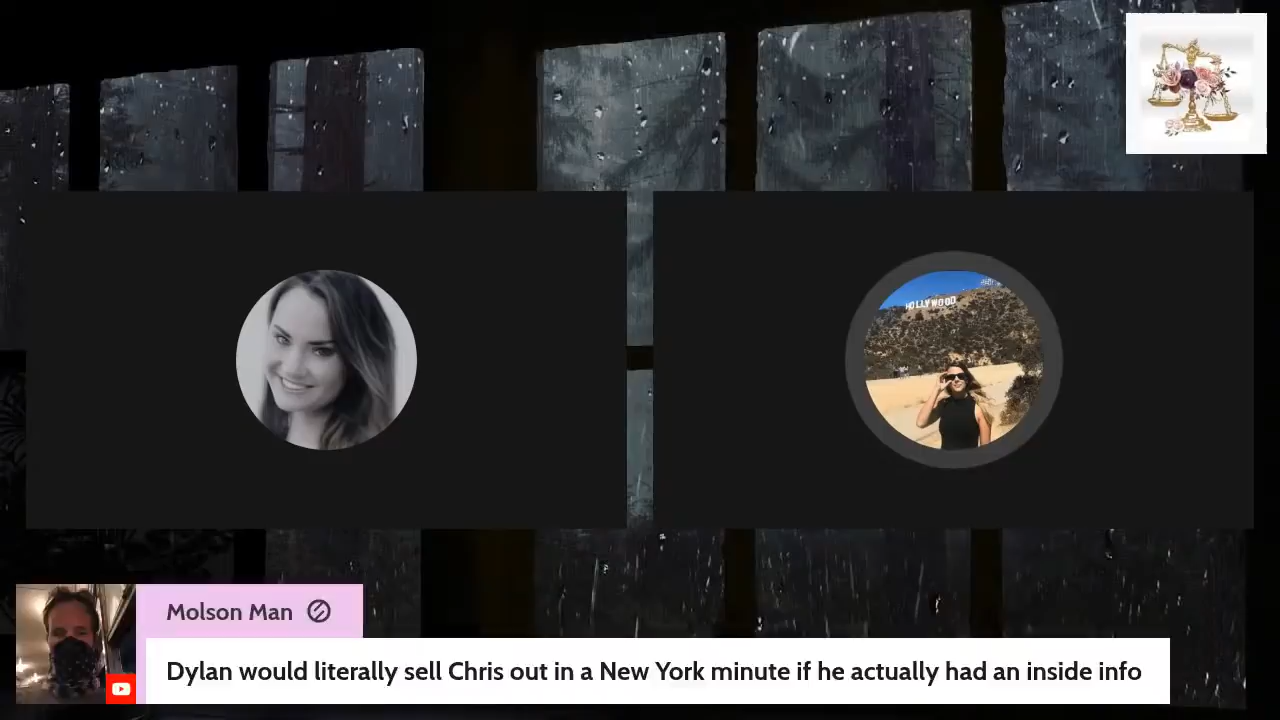 HOLLYWOOD
Molson Man
Dylan would literally sell Chris out in a New York minute if he actually had an inside info